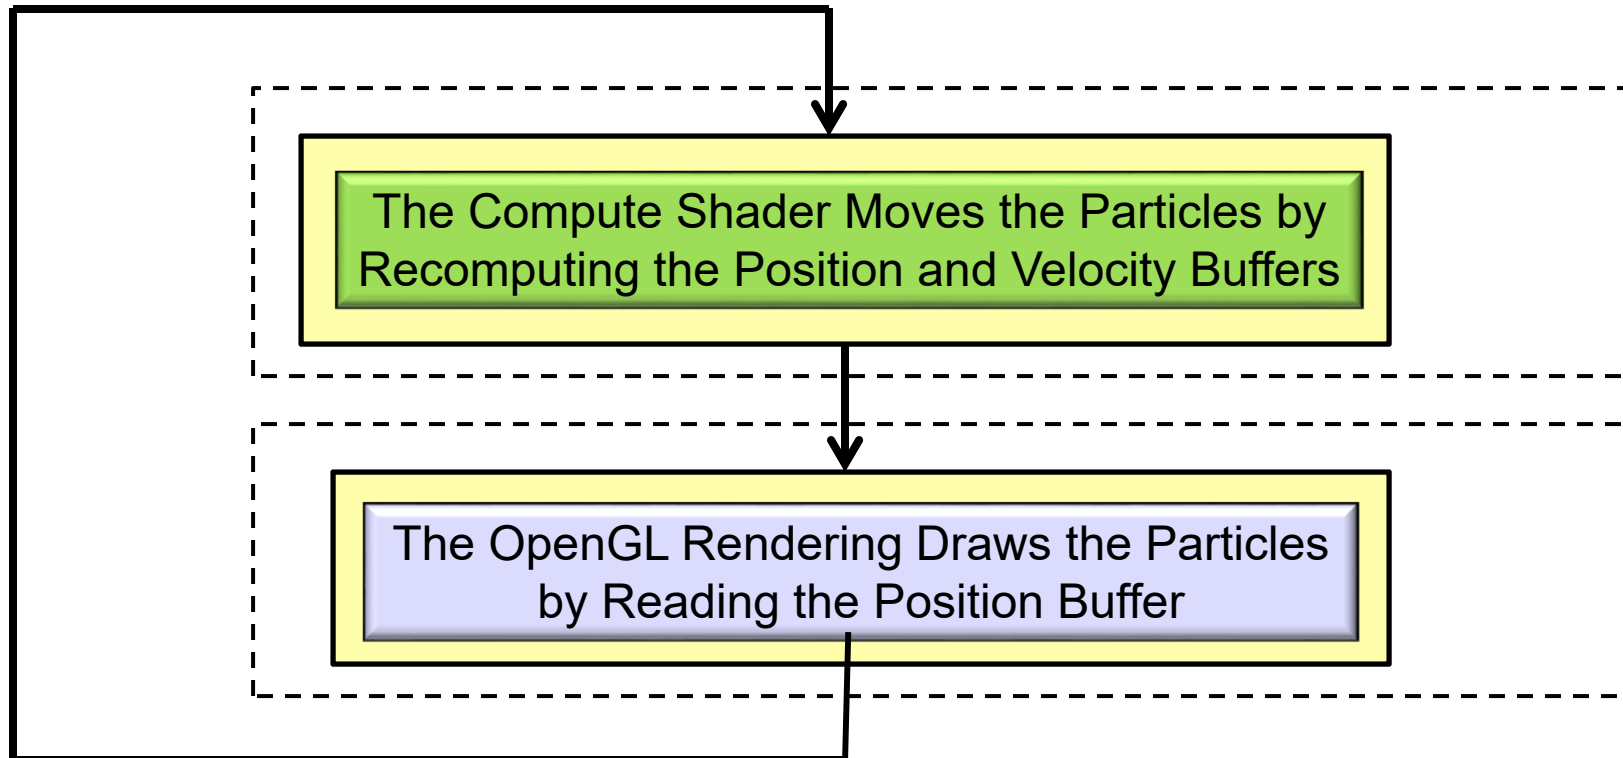 The Compute Shader Moves the Particles by
Recomputing the Position and Velocity Buffers
The OpenGL Rendering Draws the Particles
by Reading the Position Buffer